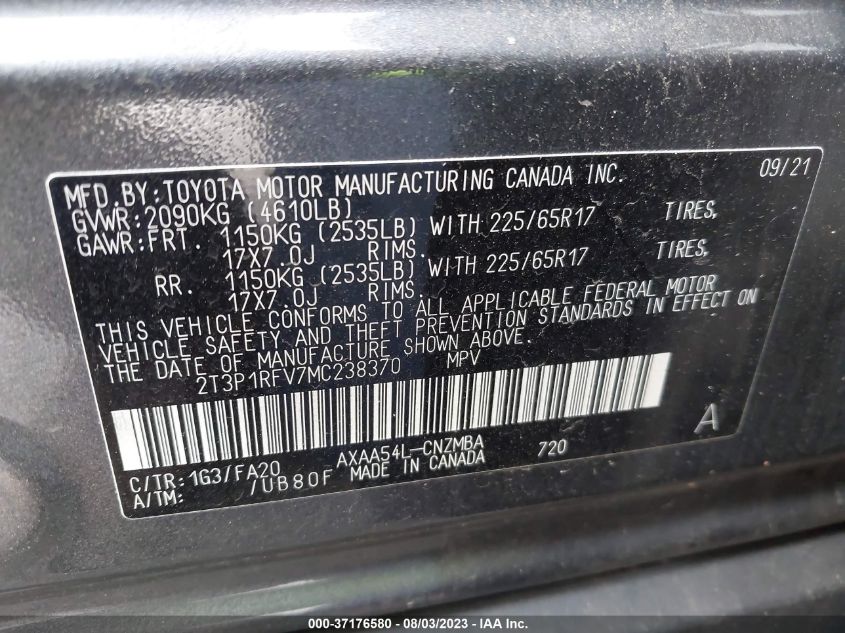 MFD.BY:TOYOTA MOTOR MANUFACTURING CANADA INC. 09/21
GVWR:2090KG (4610LB)
GAWR:FRT. 1150KG (2535LB) WITH 225/65R17 TIRES,
17X7.0J RIMS.
RR. 1150KG (2535LB) WITH 225/65R17 TIRES,
17X7.0J RIMS.
THIS VEHICLE CONFORMS TO ALL APPLICABLE FEDERAL MOTOR
VEHICLE SAFETY AND THEFT PREVENTION STANDARDS IN EFFECT ON
THE DATE OF MANUFACTURE SHOWN ABOVE.
2T3P1RFV7MC238370 MPV
A
C/TR:1G3/FA20 AXAA54L-CNZMBA 720
A/TM: /UB80F MADE IN CANADA
000-37176580 - 08/03/2023 - IAA Inc.